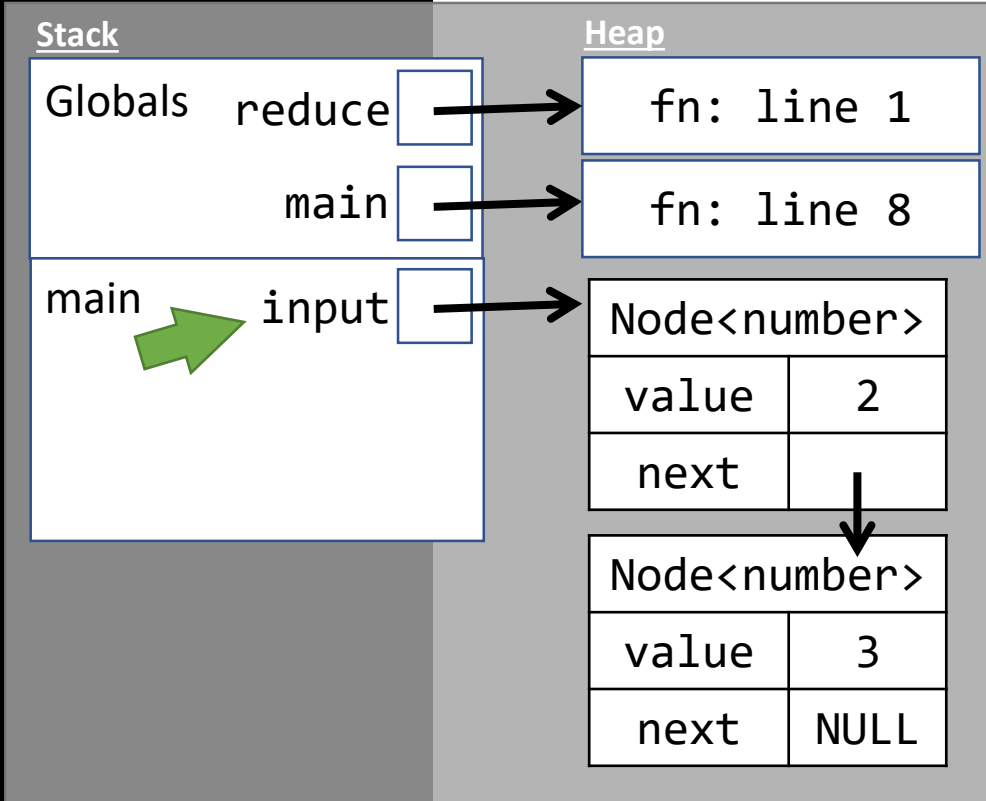 Stack
Heap
Globals reduce
fn: line 1
main
fn: line 8
main input
Node<number>
value 2
next
Node<number>
value 3
next NULL